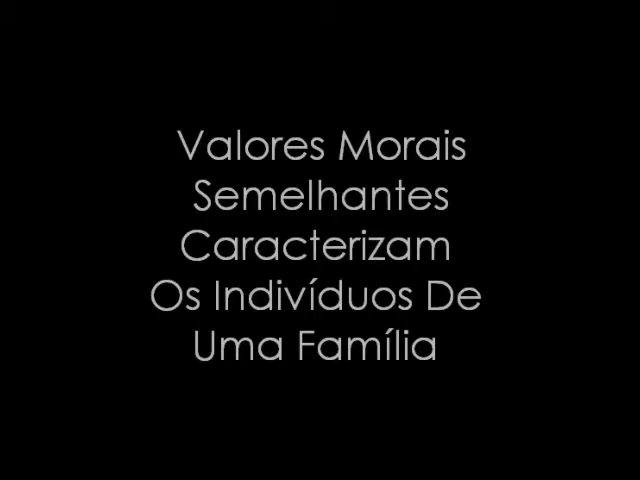 Valores Morais
Semelhantes
Caracterizam
Os Indivíduos De
Uma Família